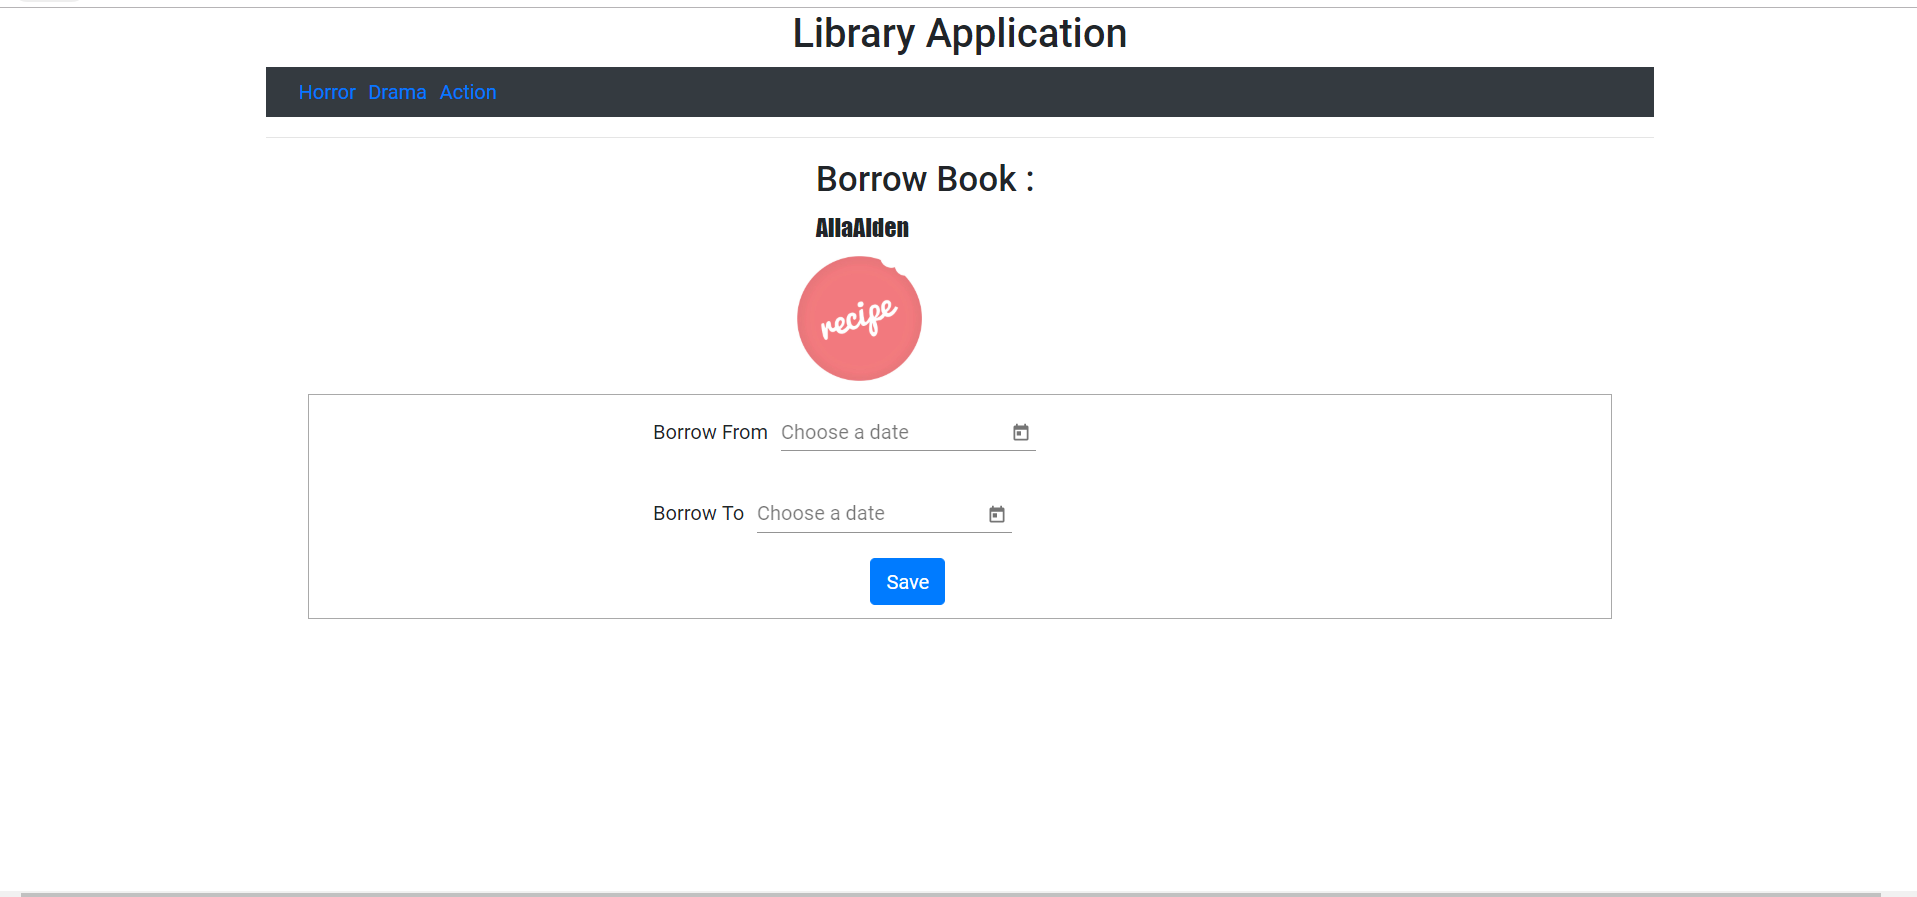 Library Application
Horror Drama Action
Borrow Book :
AllaAlden
recipe
Borrow From Choose a date
Borrow To Choose a date
Save